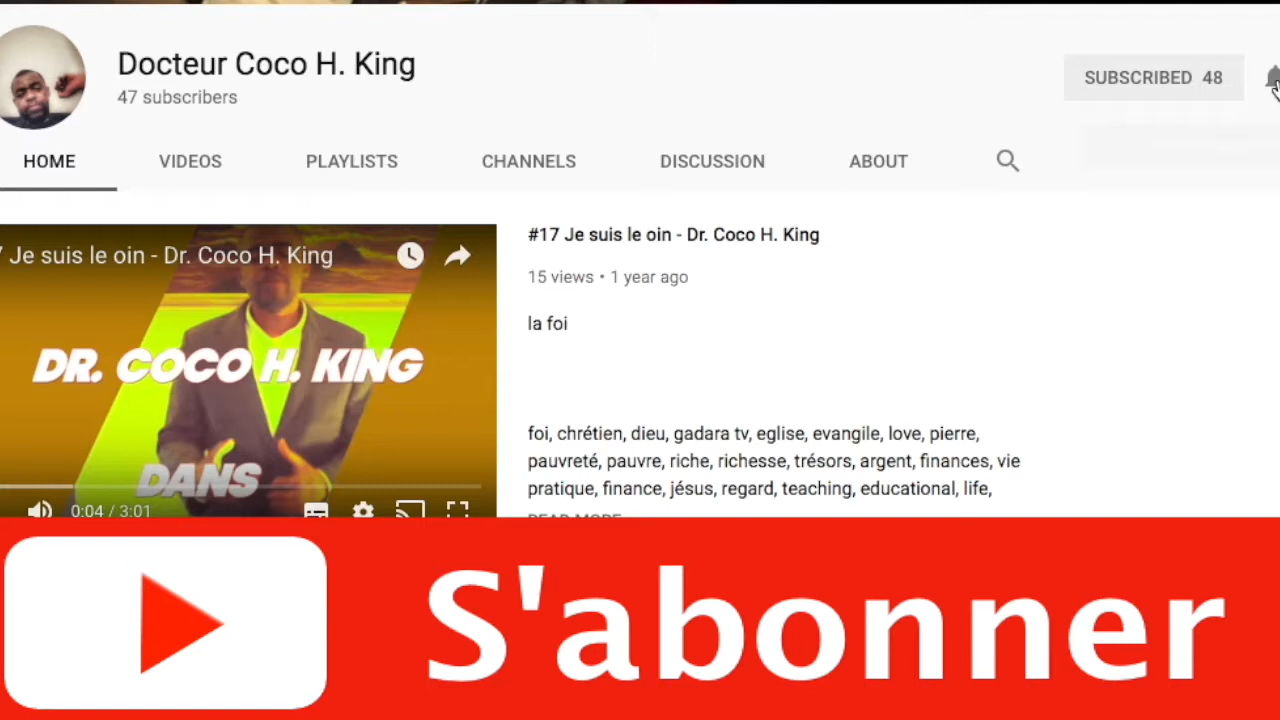 Docteur Coco H. King
47 subscribers
SUBSCRIBED 48
HOME VIDEOS PLAYLISTS CHANNELS DISCUSSION ABOUT
Je suis le oin - Dr. Coco H. King
DR. COCO H. KING
DANS
0:04 / 3:01
#17 Je suis le oin - Dr. Coco H. King
15 views • 1 year ago
la foi
foi, chrétien, dieu, gadara tv, eglise, evangile, love, pierre,
pauvreté, pauvre, riche, richesse, trésors, argent, finances, vie
pratique, finance, jésus, regard, teaching, educational, life,
READ MORE
S'abonner